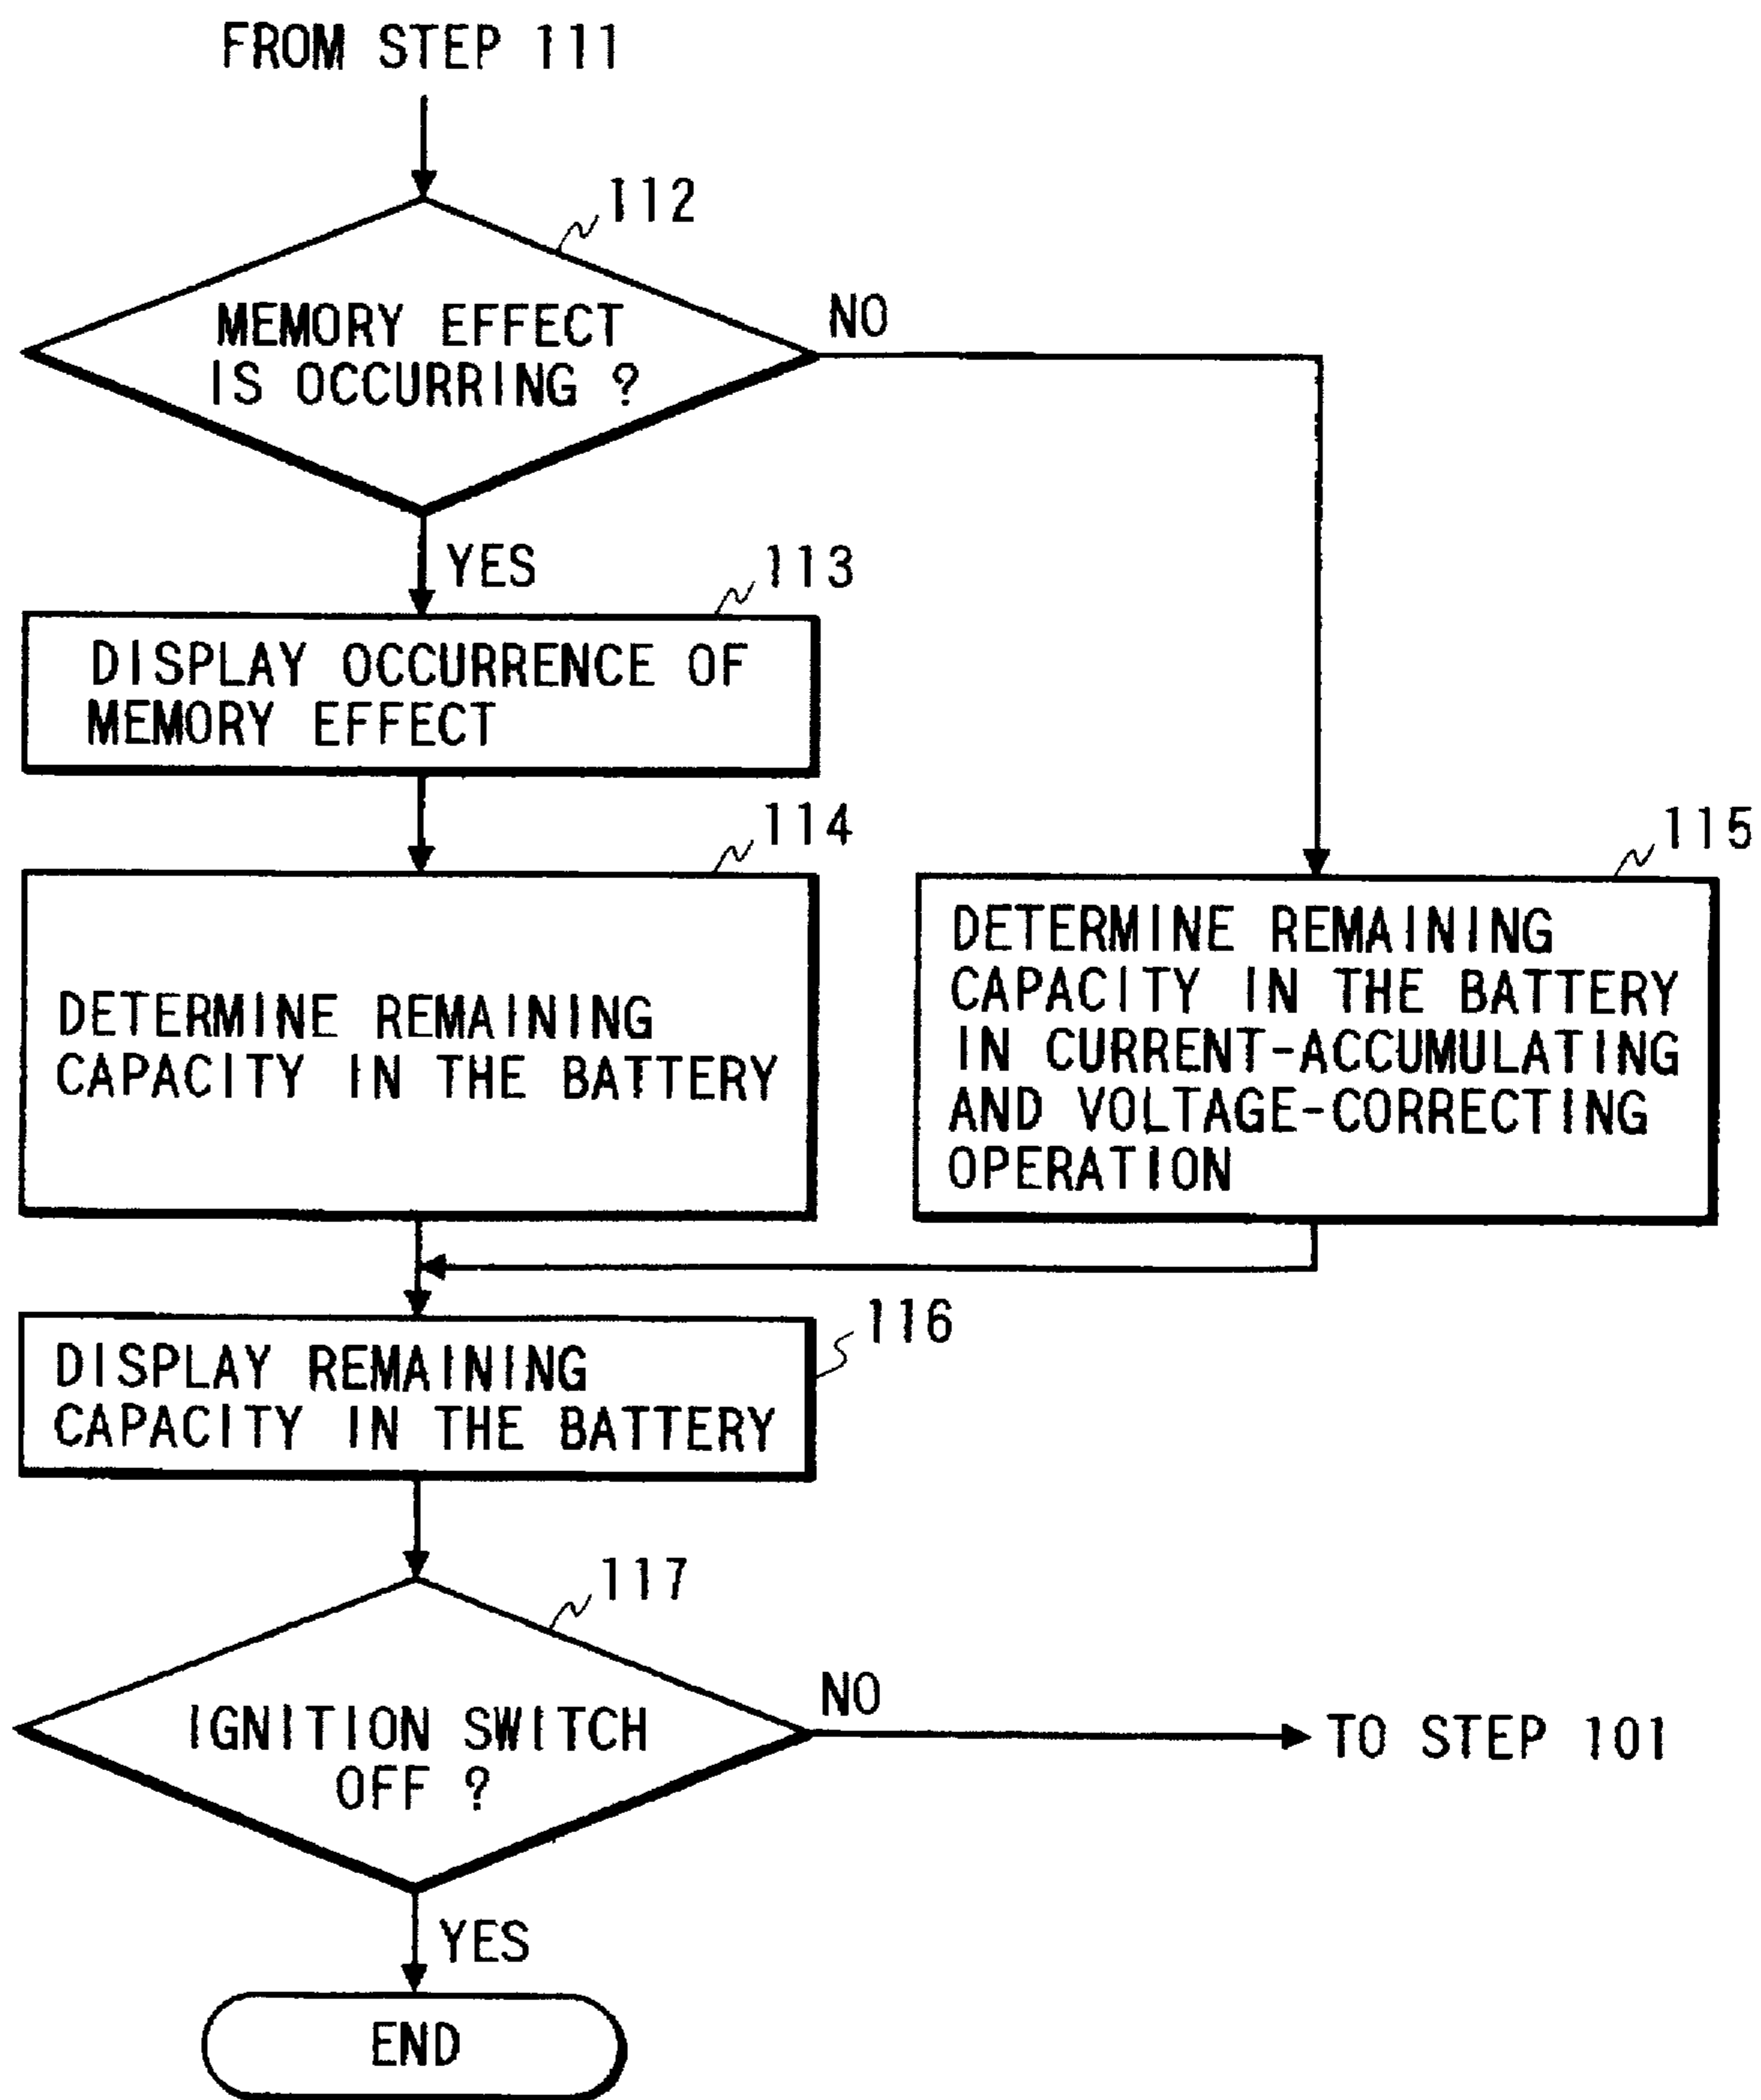 FROM STEP 111
112
MEMORY EFFECT
IS OCCURRING ?
NO
YES
113
DISPLAY OCCURRENCE OF
MEMORY EFFECT
114
DETERMINE REMAINING
CAPACITY IN THE BATTERY
115
DETERMINE REMAINING
CAPACITY IN THE BATTERY
IN CURRENT-ACCUMULATING
AND VOLTAGE-CORRECTING
OPERATION
116
DISPLAY REMAINING
CAPACITY IN THE BATTERY
117
IGNITION SWITCH
OFF ?
NO
TO STEP 101
YES
END